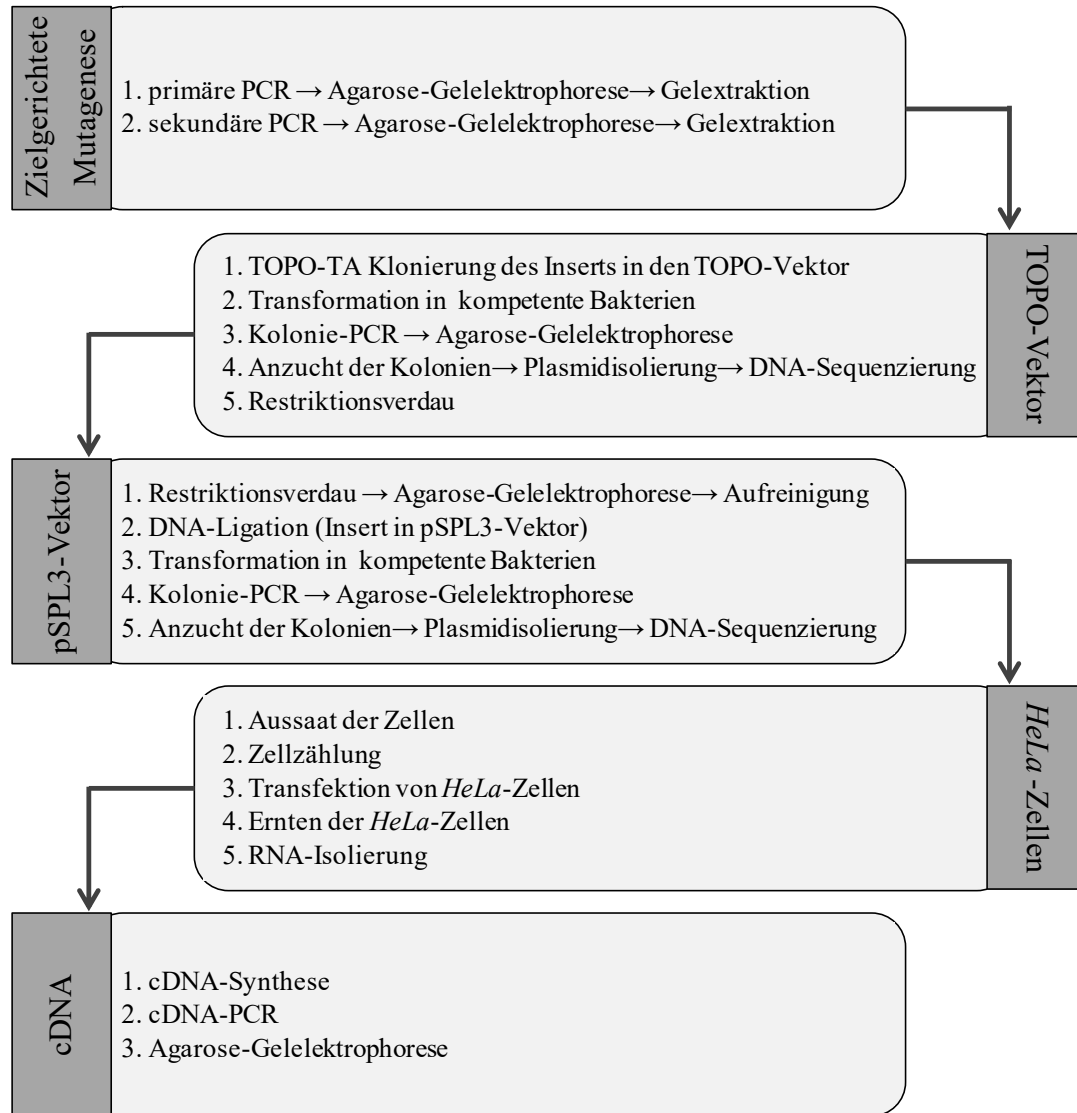 Zielgerichtete
Mutagenese
1. primäre PCR → Agarose-Gelelektrophorese→ Gelextraktion
2. sekundäre PCR → Agarose-Gelelektrophorese→ Gelextraktion
TOPO-Vektor
1. TOPO-TA Klonierung des Inserts in den TOPO-Vektor
2. Transformation in kompetente Bakterien
3. Kolonie-PCR → Agarose-Gelelektrophorese
4. Anzucht der Kolonien→ Plasmidisolierung→ DNA-Sequenzierung
5. Restriktionsverdau
pSPL3-Vektor
1. Restriktionsverdau → Agarose-Gelelektrophorese→ Aufreinigung
2. DNA-Ligation (Insert in pSPL3-Vektor)
3. Transformation in kompetente Bakterien
4. Kolonie-PCR → Agarose-Gelelektrophorese
5. Anzucht der Kolonien→ Plasmidisolierung→ DNA-Sequenzierung
HeLa-Zellen
1. Aussaat der Zellen
2. Zellzählung
3. Transfektion von HeLa-Zellen
4. Ernten der HeLa-Zellen
5. RNA-Isolierung
cDNA
1. cDNA-Synthese
2. cDNA-PCR
3. Agarose-Gelelektrophorese